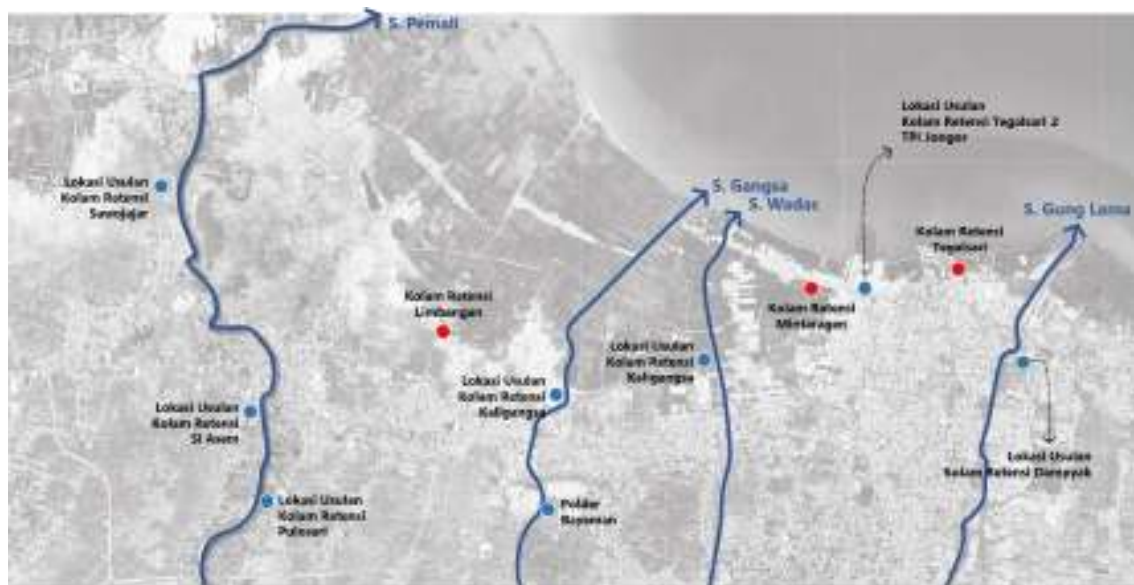 S. Pemali
Lokasi Usulan
Kolam Retensi Tegalsari 2
TPI Jongor
Lokasi Usulan
Kolam Retensi
Sawojajar
S. Gangsa
S. Wadas
S. Gung Lama
Kolam Retensi
Tegalsari
Kolam Retensi
Limbangan
Kolam Retensi
Mintaragen
Lokasi Usulan
Kolam Retensi
Kaligangsa
Lokasi Usulan
Kolam Retensi
Kaligangsa
Lokasi Usulan
Kolam Retensi
Si Asem
Lokasi Usulan
Kolam Retensi
Lokasi Usulan
Kolam Retensi
Pulosari
Polder